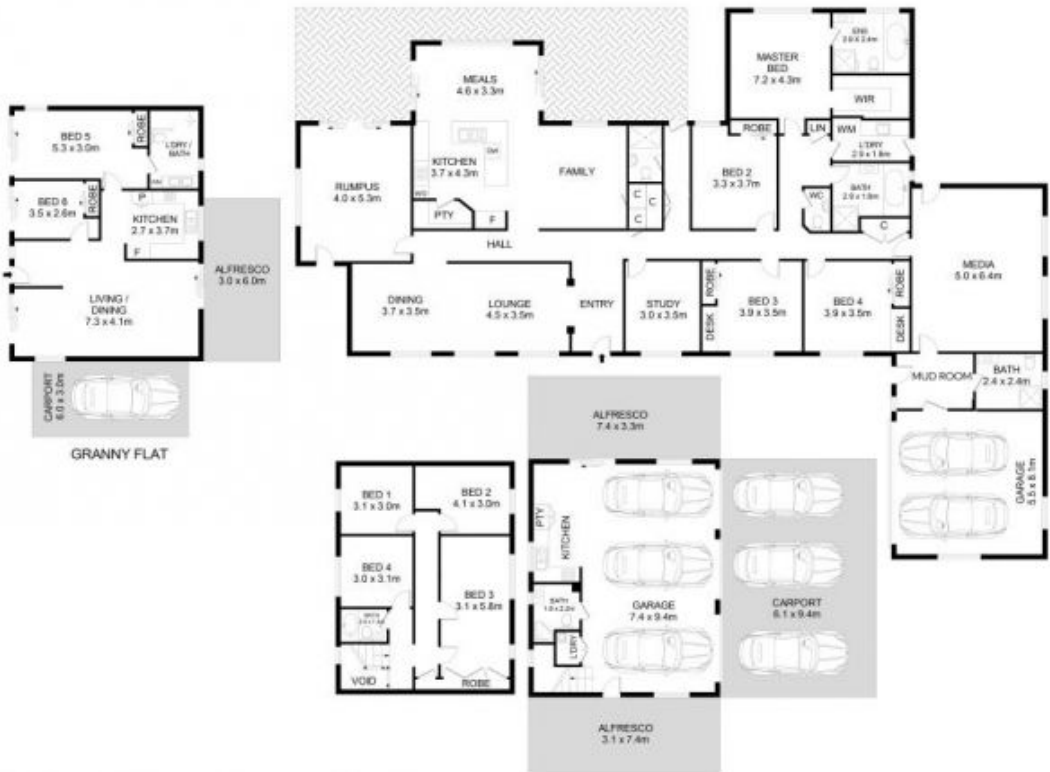 BED 5
5.3 x 3.0m
ROBE
L'DRY /
BATH
BED 6
3.5 x 2.6m
ROBE
P
KITCHEN
2.7 x 3.7m
F
ALFRESCO
3.0 x 6.0m
LIVING /
DINING
7.3 x 4.1m
CARPORT
6.0 x 3.0m
GRANNY FLAT
MEALS
4.6 x 3.3m
RUMPUS
4.0 x 5.3m
KITCHEN
3.7 x 4.3m
DW
PTY
F
FAMILY
HALL
C
C
C
DINING
3.7 x 3.5m
LOUNGE
4.5 x 3.5m
ENTRY
STUDY
3.0 x 3.5m
MASTER
BED
7.2 x 4.3m
ENS
WIR
ROBE
LIN
WM
L'DRY
2.9 x 1.8m
BED 2
3.3 x 3.7m
WC
BATH
2.9 x 1.8m
C
MEDIA
5.0 x 6.4m
ROBE
DESK
BED 3
3.9 x 3.5m
BED 4
3.9 x 3.5m
ROBE
DESK
MUD ROOM
BATH
2.4 x 2.4m
GARAGE
5.5 x 6.1m
BED 1
3.1 x 3.0m
BED 2
4.1 x 3.0m
BED 4
3.0 x 3.1m
BED 3
3.1 x 5.8m
VOID
ROBE
ALFRESCO
7.4 x 3.3m
PTY
KITCHEN
BATH
L'DRY
GARAGE
7.4 x 9.4m
CARPORT
6.1 x 9.4m
ALFRESCO
3.1 x 7.4m